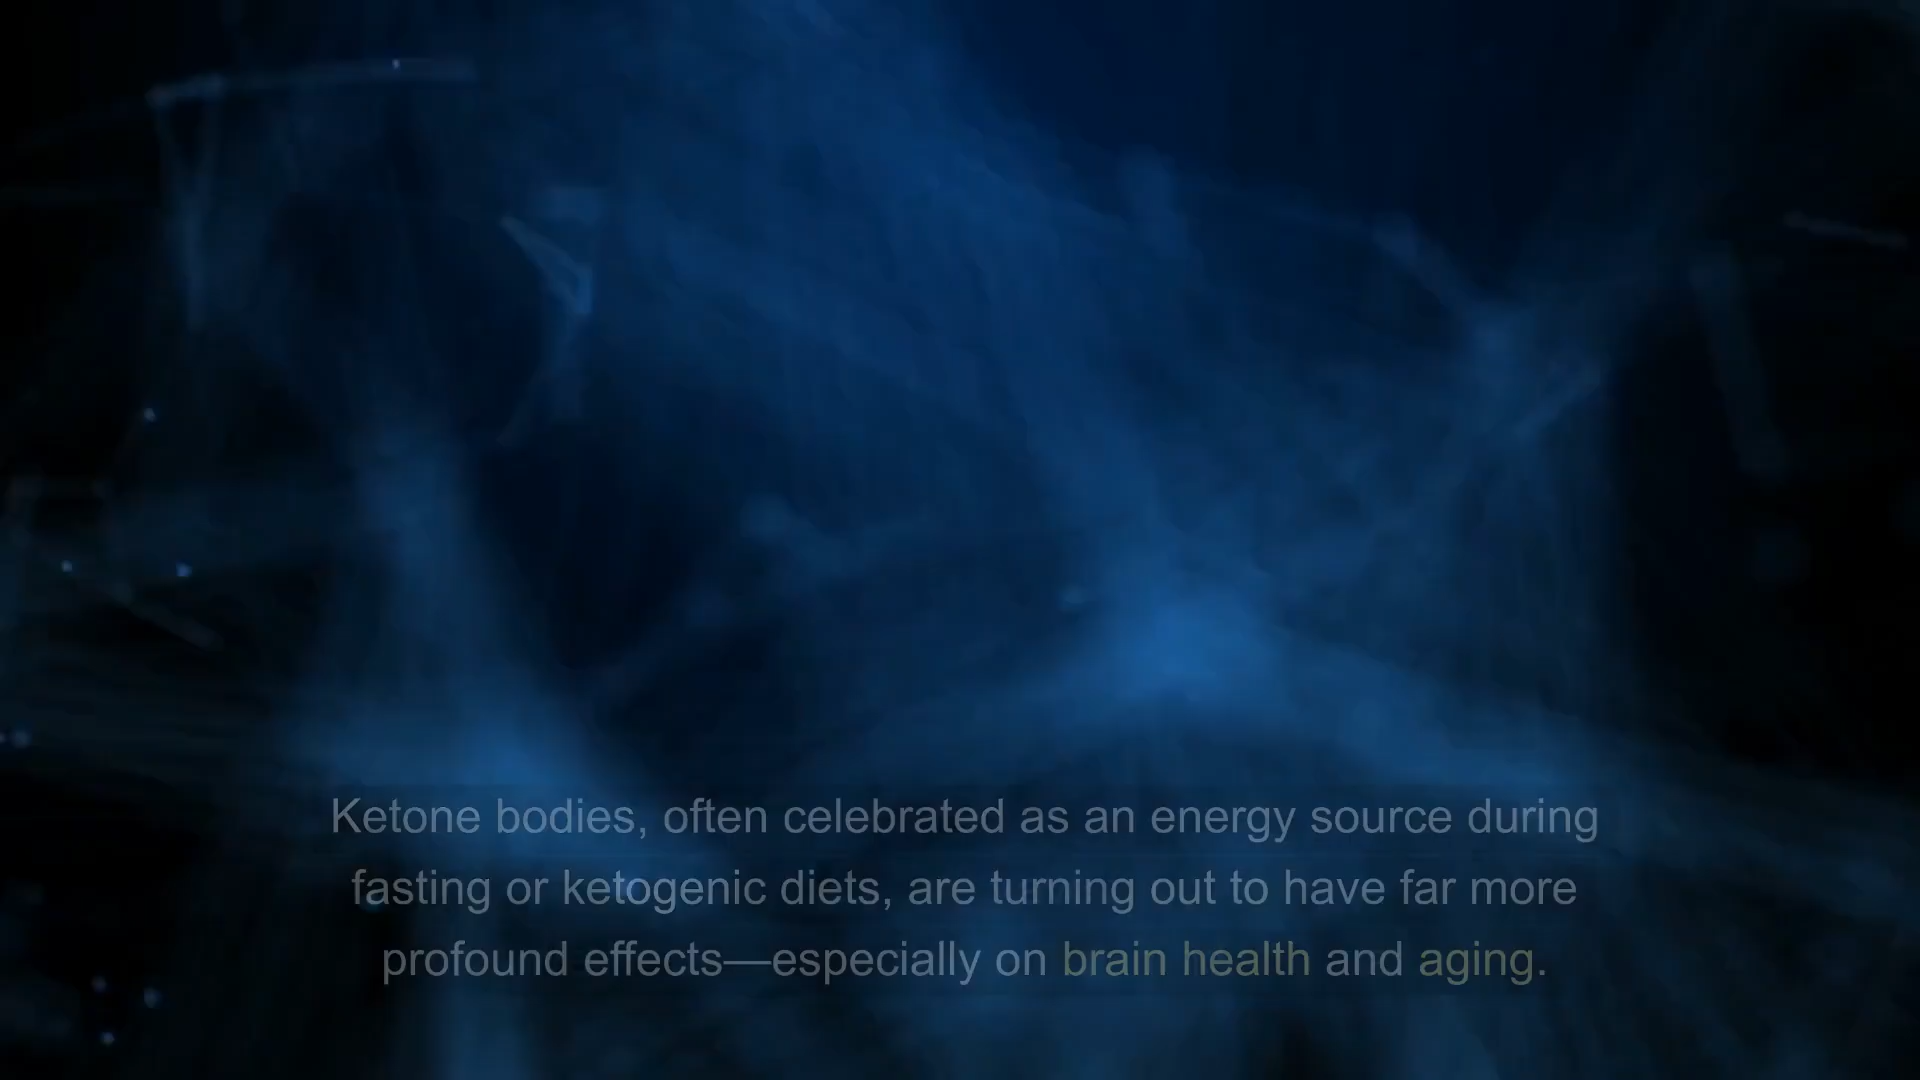 Ketone bodies, often celebrated as an energy source during
fasting or ketogenic diets, are turning out to have far more
profound effects—especially on brain health and aging.